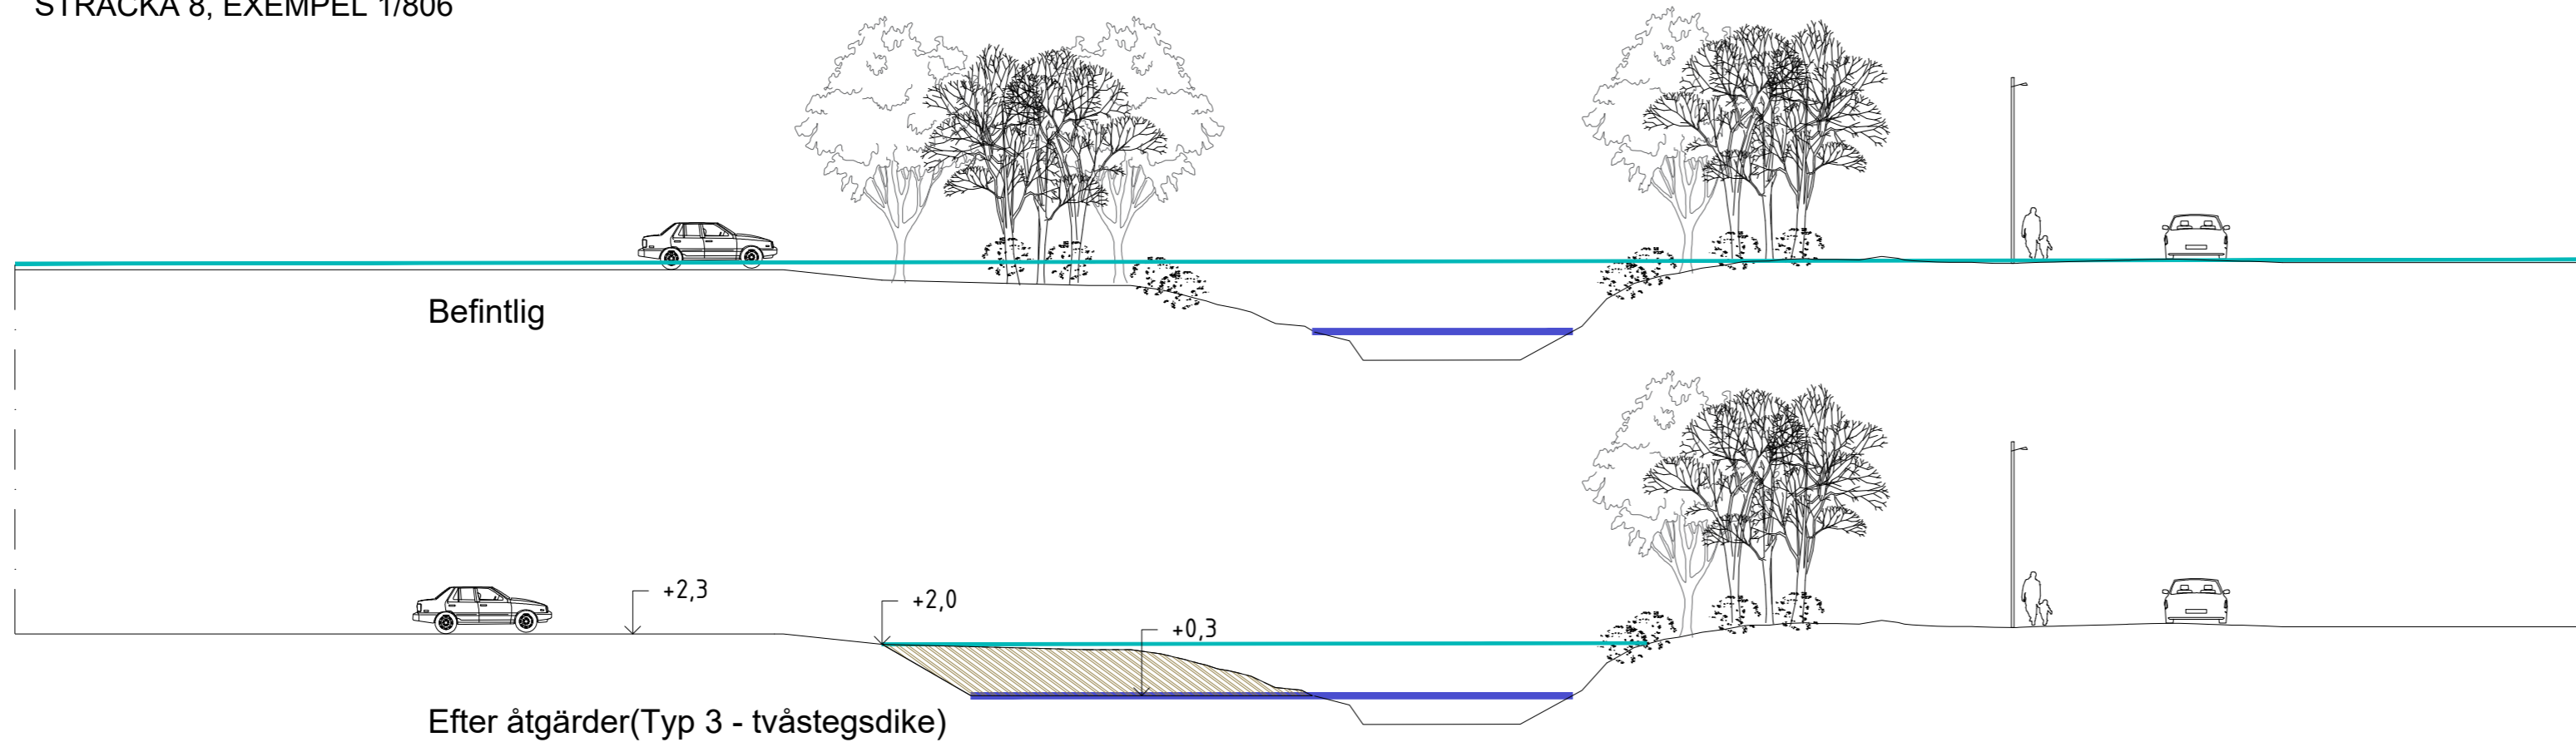 STRÄCKA 8, EXEMPEL 1/806
Befintlig
+2,3
+2,0
+0,3
Efter åtgärder(Typ 3 - tvåstegsdike)